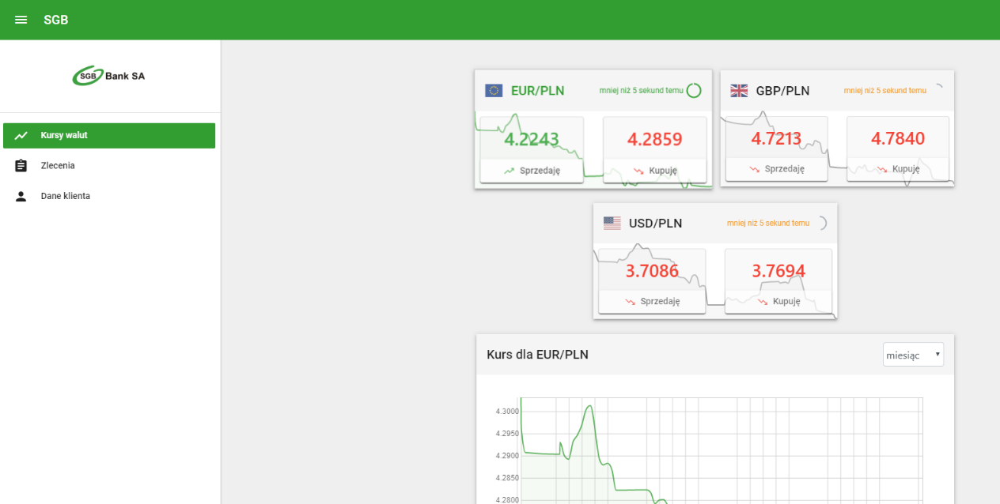 SGB
SGB Bank SA
Kursy walut
Zlecenia
Dane klienta
EUR/PLN mniej niż 5 sekund temu
4.2243 4.2859
Sprzedaję Kupuję
GBP/PLN mniej niż 5 sekund temu
4.7213 4.7840
Sprzedaję Kupuję
USD/PLN mniej niż 5 sekund temu
3.7086 3.7694
Sprzedaję Kupuję
Kurs dla EUR/PLN miesiąc
4.3000
4.2950
4.2900
4.2850
4.2800